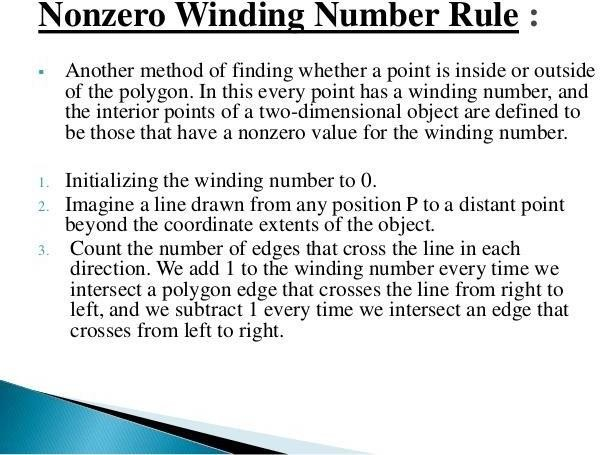 Nonzero Winding Number Rule :
▪ Another method of finding whether a point is inside or outside
of the polygon. In this every point has a winding number, and
the interior points of a two-dimensional object are defined to
be those that have a nonzero value for the winding number.
1. Initializing the winding number to 0.
2. Imagine a line drawn from any position P to a distant point
beyond the coordinate extents of the object.
3. Count the number of edges that cross the line in each
direction. We add 1 to the winding number every time we
intersect a polygon edge that crosses the line from right to
left, and we subtract 1 every time we intersect an edge that
crosses from left to right.